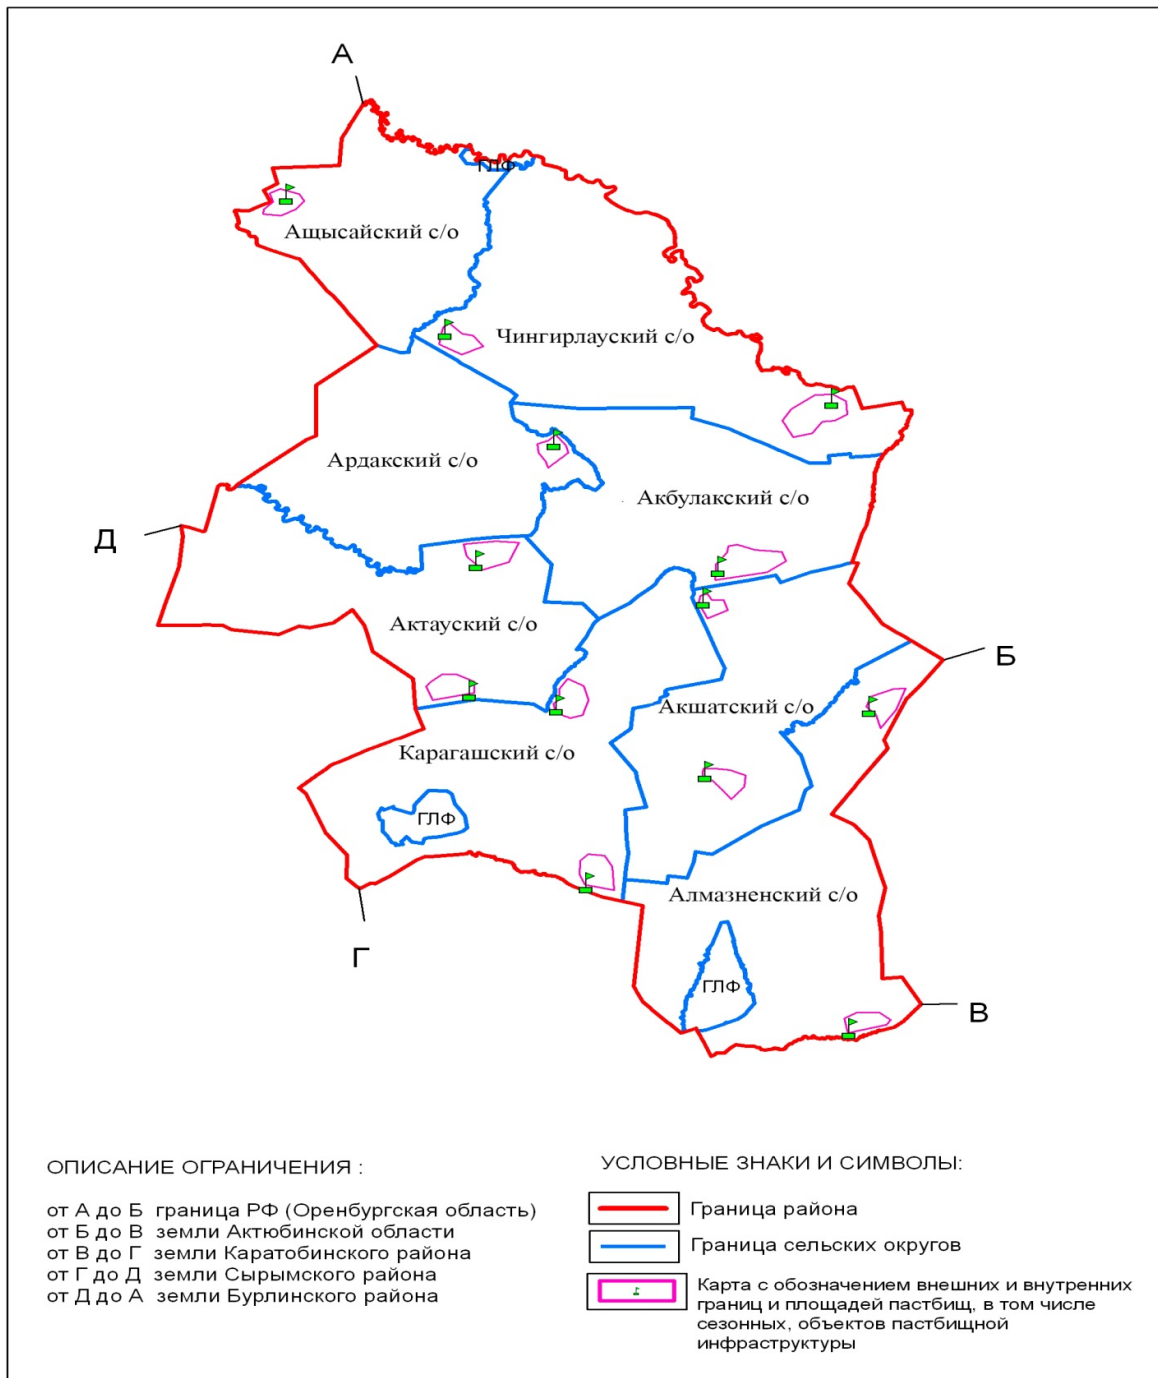 А
ГЛФ
Ащысайский с/о
Чингирлауский с/о
Ардакский с/о
Акбулакский с/о
Д
Актауский с/о
Б
Акшатский с/о
Карагашский с/о
ГЛФ
Алмазненский с/о
Г
ГЛФ
В
ОПИСАНИЕ ОГРАНИЧЕНИЯ :
от А до Б граница РФ (Оренбургская область)
от Б до В земли Актюбинской области
от В до Г земли Каратобинского района
от Г до Д земли Сырымского района
от Д до А земли Бурлинского района
УСЛОВНЫЕ ЗНАКИ И СИМВОЛЫ:
Граница района
Граница сельских округов
Карта с обозначением внешних и внутренних
границ и площадей пастбищ, в том числе
сезонных, объектов пастбищной
инфраструктуры